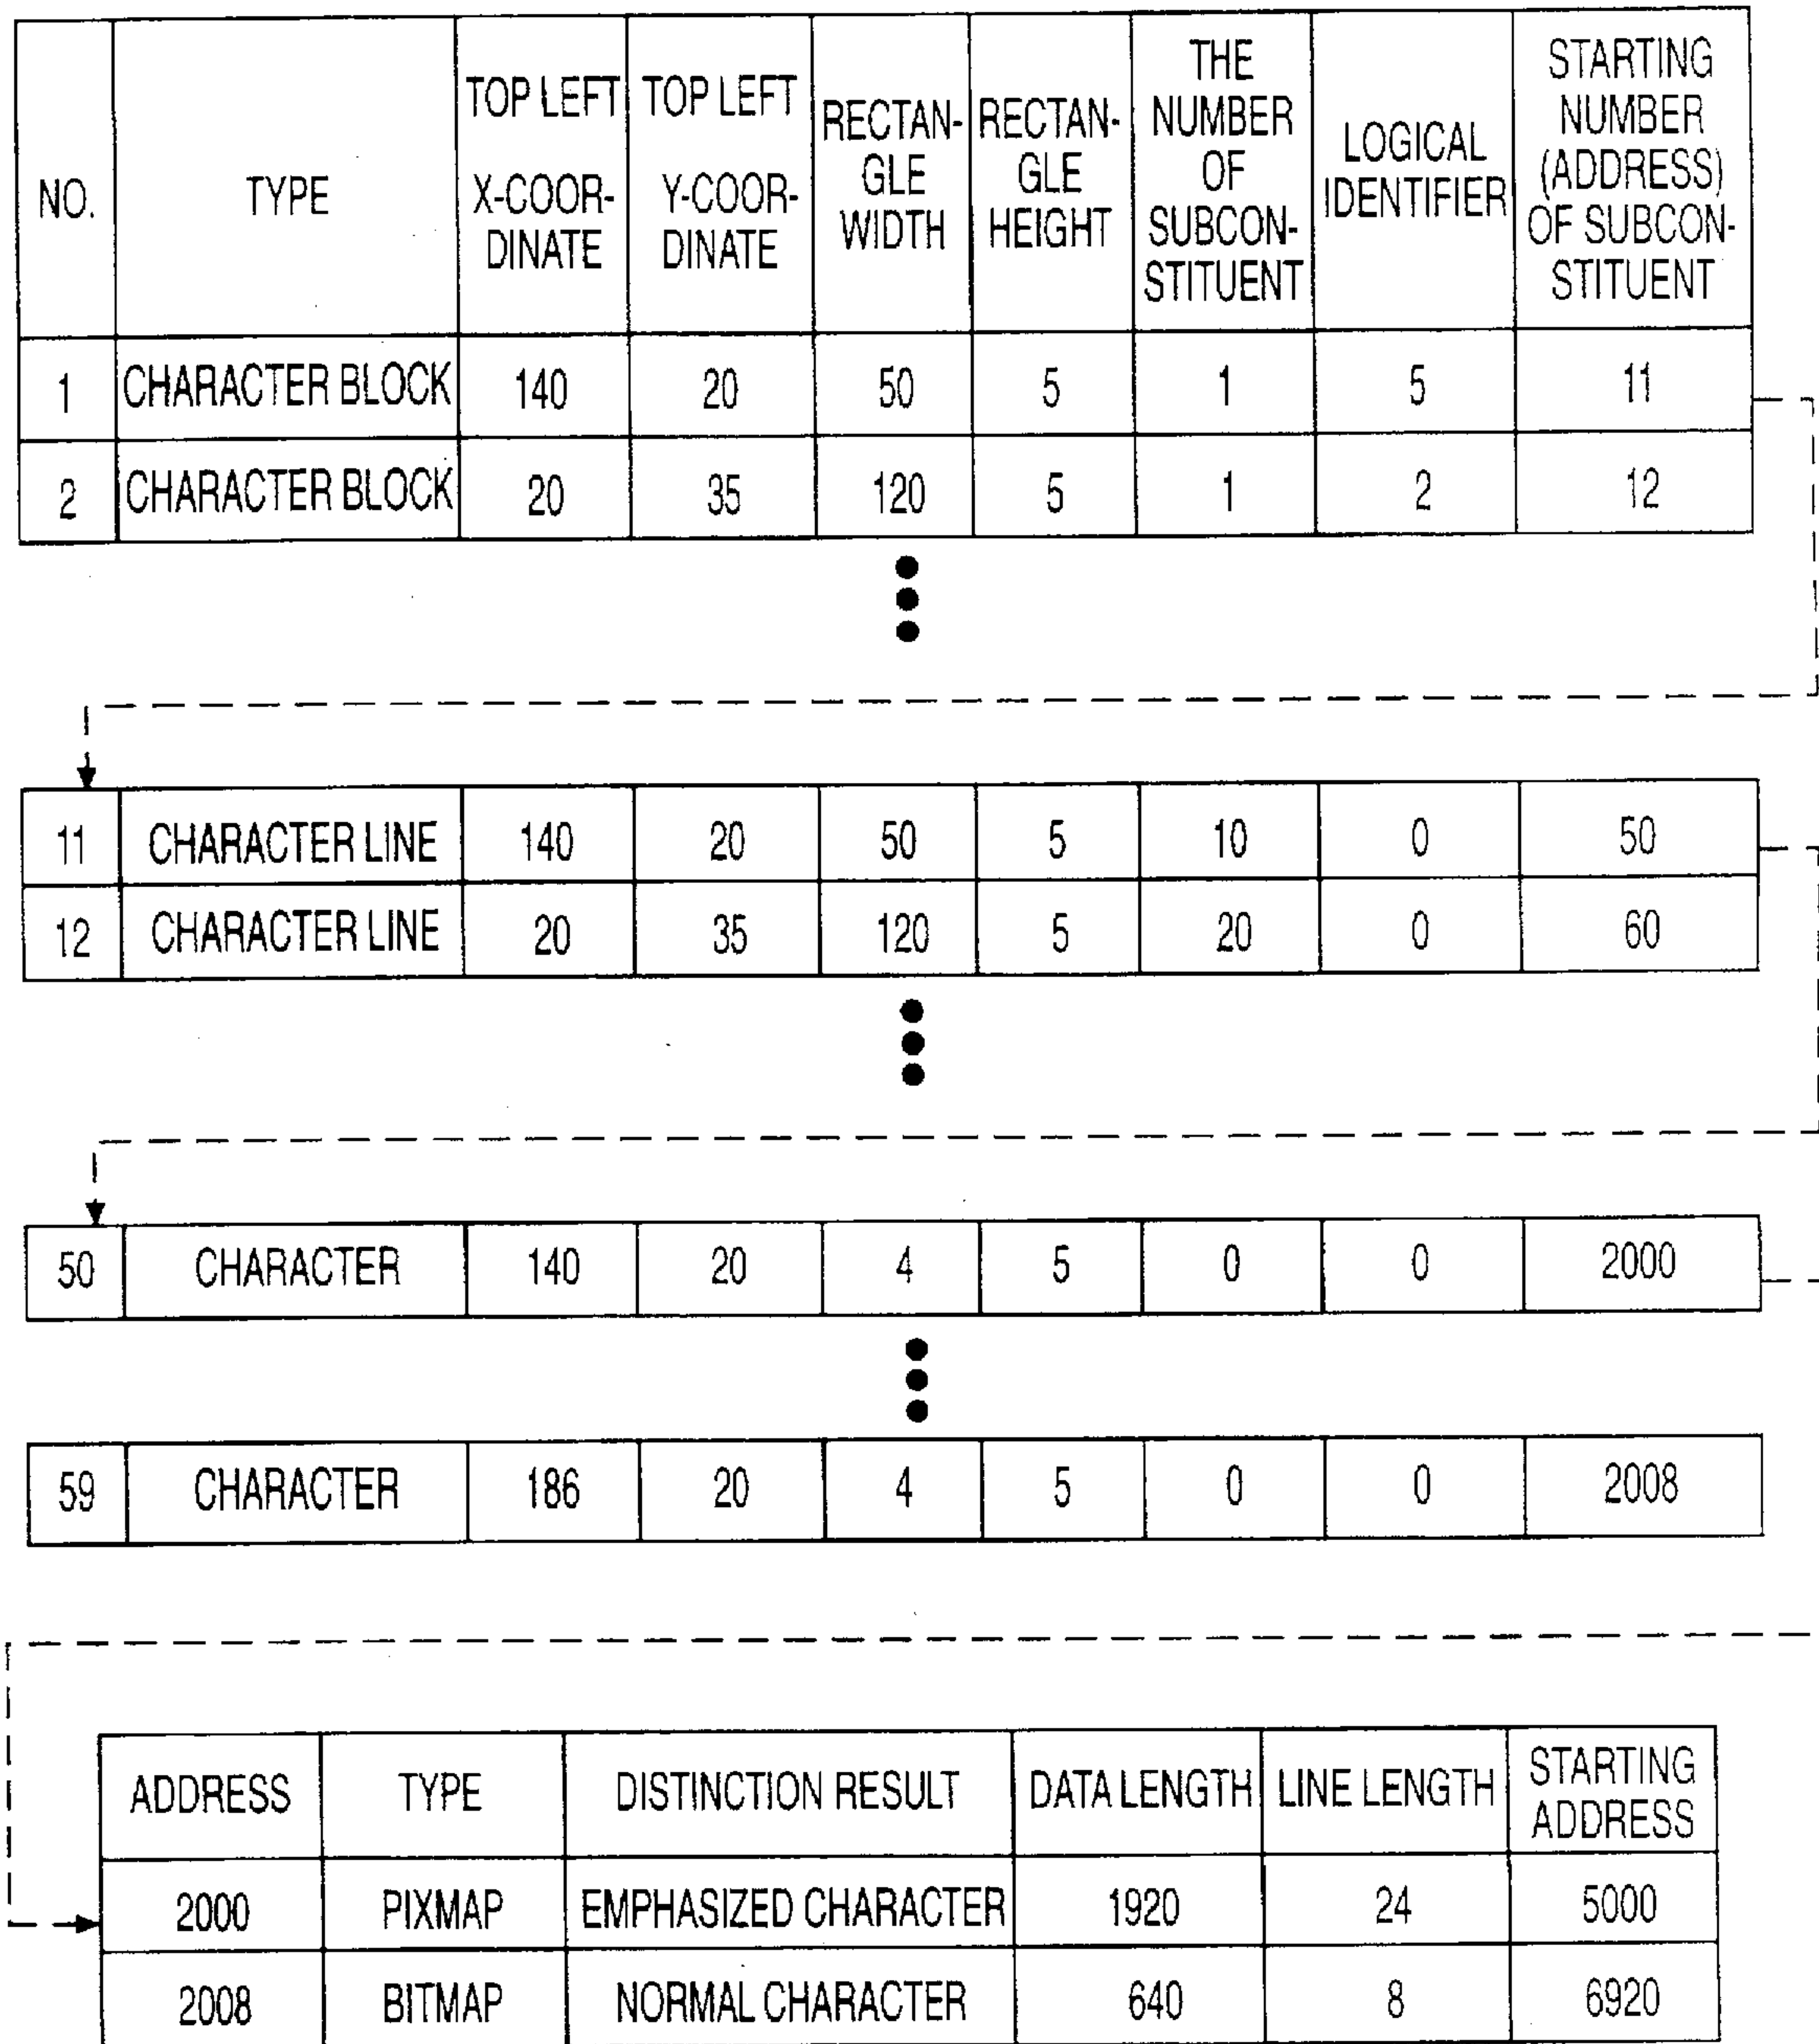 NO. TYPE TOP LEFT X-COOR-DINATE TOP LEFT Y-COOR-DINATE RECTAN-GLE WIDTH RECTAN-GLE HEIGHT THE NUMBER OF SUBCON-STITUENT LOGICAL IDENTIFIER STARTING NUMBER (ADDRESS) OF SUBCON-STITUENT
1 CHARACTER BLOCK 140 20 50 5 1 5 11
2 CHARACTER BLOCK 20 35 120 5 1 2 12
11 CHARACTER LINE 140 20 50 5 10 0 50
12 CHARACTER LINE 20 35 120 5 20 0 60
50 CHARACTER 140 20 4 5 0 0 2000
59 CHARACTER 186 20 4 5 0 0 2008
ADDRESS TYPE DISTINCTION RESULT DATA LENGTH LINE LENGTH STARTING ADDRESS
2000 PIXMAP EMPHASIZED CHARACTER 1920 24 5000
2008 BITMAP NORMAL CHARACTER 640 8 6920